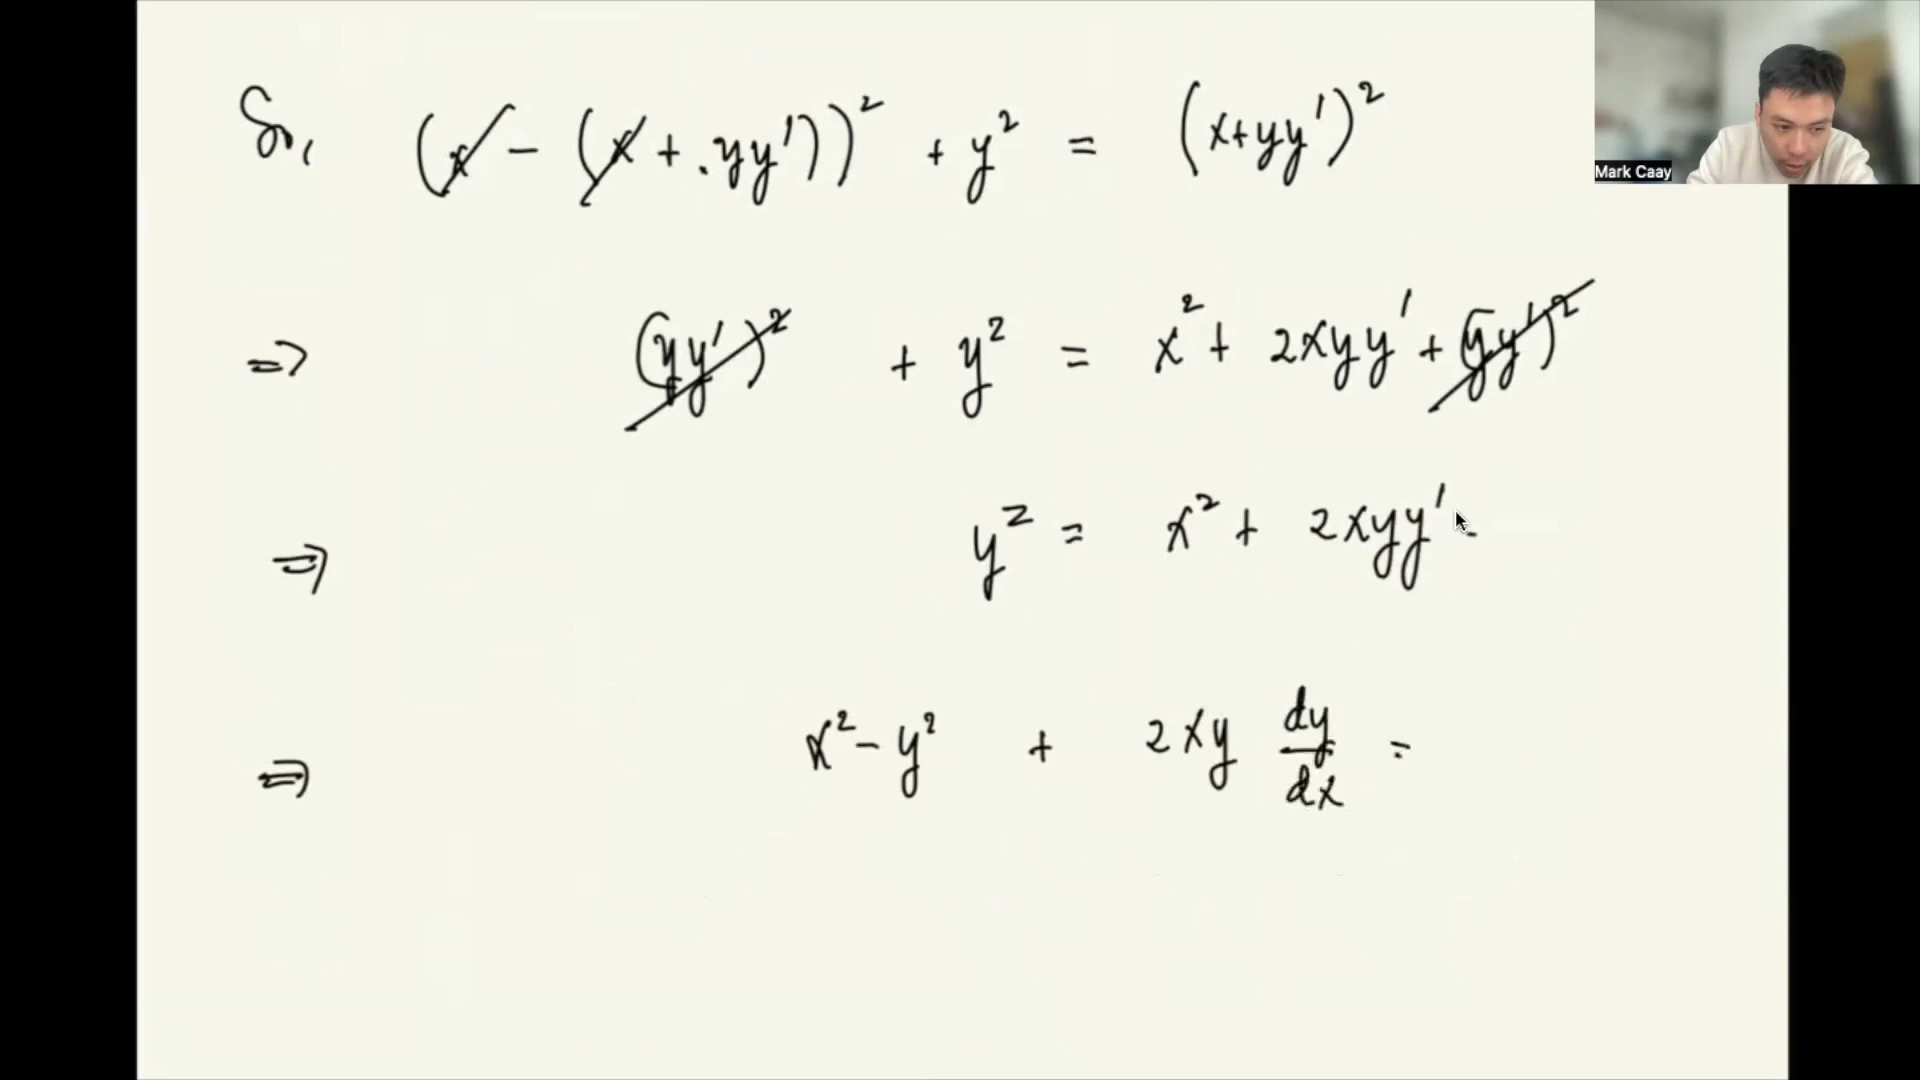 So, (x - (x + .yy'))² + y² = (x+yy')²
Mark Caay
=> (yy')² + y² = x² + 2xyy' + (yy')²
=> y² = x² + 2xyy'
=> x² - y² + 2xy dy/dx =